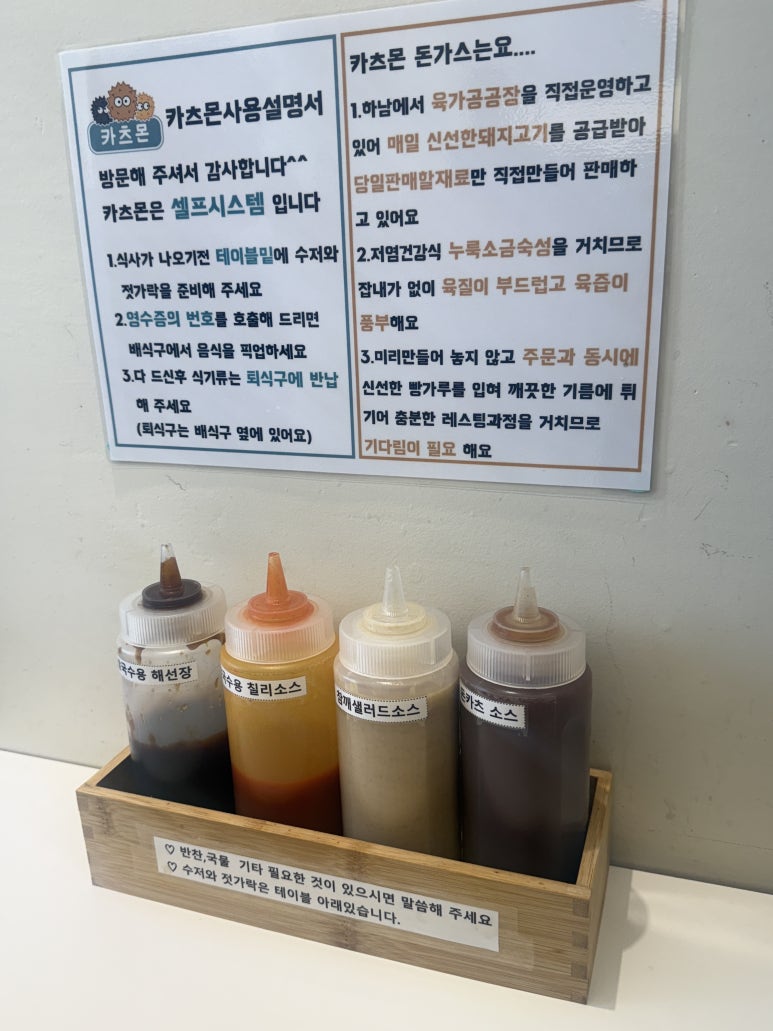 카츠몬
카츠몬사용설명서
방문해 주셔서 감사합니다^^
카츠몬은 셀프시스템 입니다
1.식사가 나오기전 테이블밑에 수저와
젓가락을 준비해 주세요
2.영수증의 번호를 호출해 드리면
배식구에서 음식을 픽업하세요
3.다 드신후 식기류는 퇴식구에 반납
해 주세요
(퇴식구는 배식구 옆에 있어요)
카츠몬 돈가스는요....
1.하남에서 육가공공장을 직접운영하고
있어 매일 신선한돼지고기를 공급받아
당일판매할재료만 직접만들어 판매하
고 있어요
2.저염건강식 누룩소금숙성을 거치므로
잡내가 없이 육질이 부드럽고 육즙이
풍부해요
3.미리만들어 놓지 않고 주문과 동시에
신선한 빵가루를 입혀 깨끗한 기름에 튀
기어 충분한 레스팅과정을 거치므로
기다림이 필요 해요
국수용 해선장
국수용 칠리소스
참깨샐러드소스
돈카츠 소스
♡ 반찬,국물 기타 필요한 것이 있으시면 말씀해 주세요
♡ 수저와 젓가락은 테이블 아래있습니다.